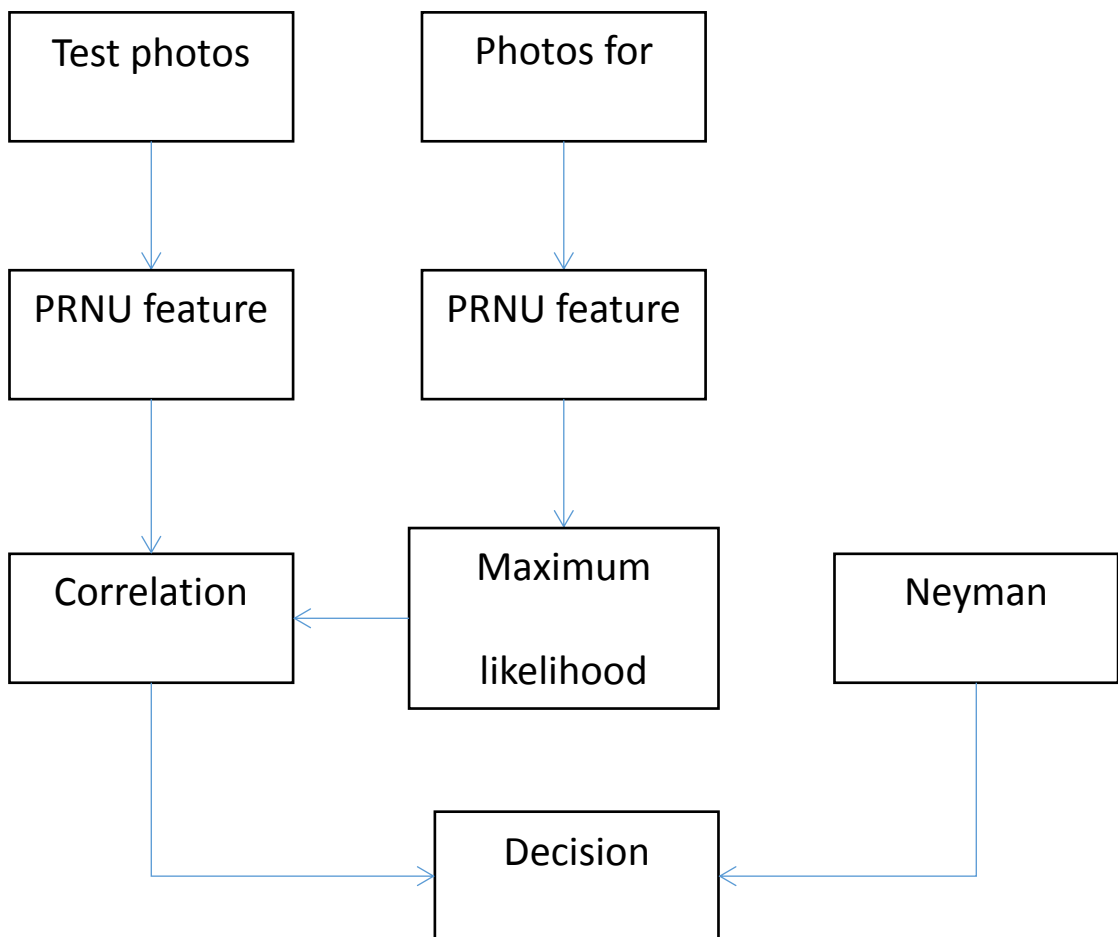 Test photos
Photos for
PRNU feature
PRNU feature
Correlation
Maximum
likelihood
Neyman
Decision